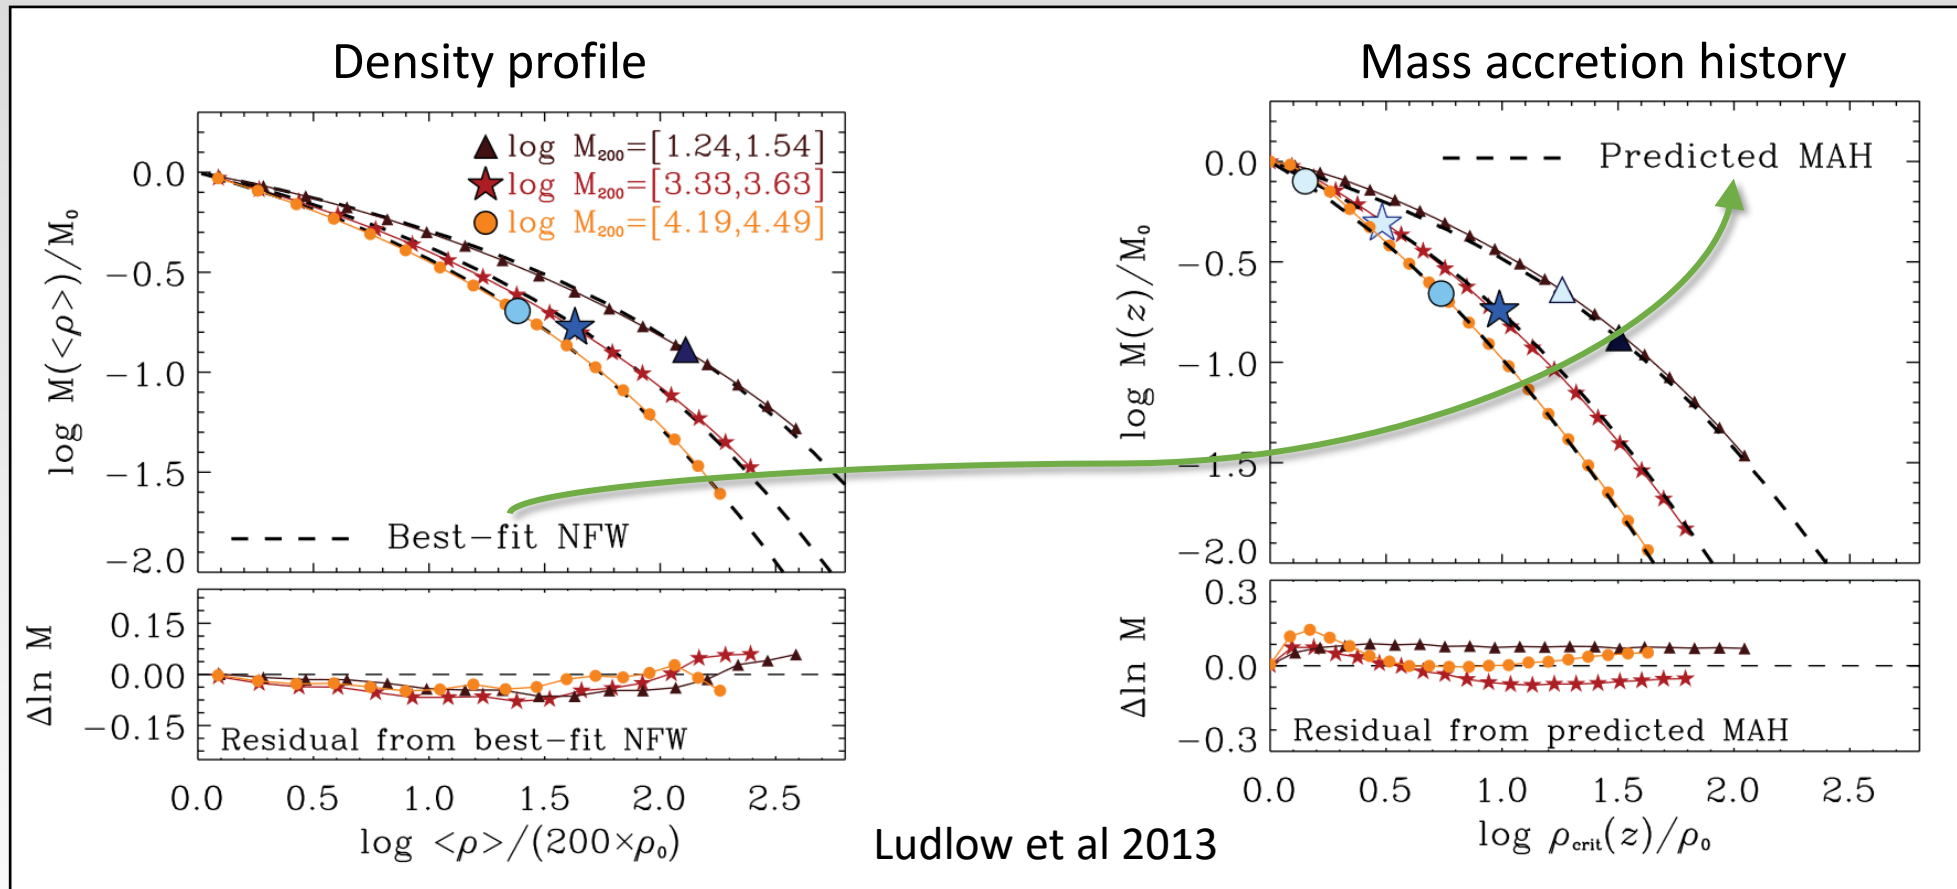 Density profile
log M₂₀₀=[1.24,1.54]
log M₂₀₀=[3.33,3.63]
log M₂₀₀=[4.19,4.49]
0.0
−0.5
−1.0
−1.5
−2.0
log M(<ρ>)/M₀
Best−fit NFW
0.15
0.00
−0.15
Δln M
Residual from best−fit NFW
0.0 0.5 1.0 1.5 2.0 2.5
log <ρ>/(200×ρ₀)
Mass accretion history
Predicted MAH
0.0
−0.5
−1.0
−1.5
−2.0
log M(z)/M₀
0.3
0.0
−0.3
Δln M
Residual from predicted MAH
0.0 0.5 1.0 1.5 2.0 2.5
log ρcrit(z)/ρ₀
Ludlow et al 2013